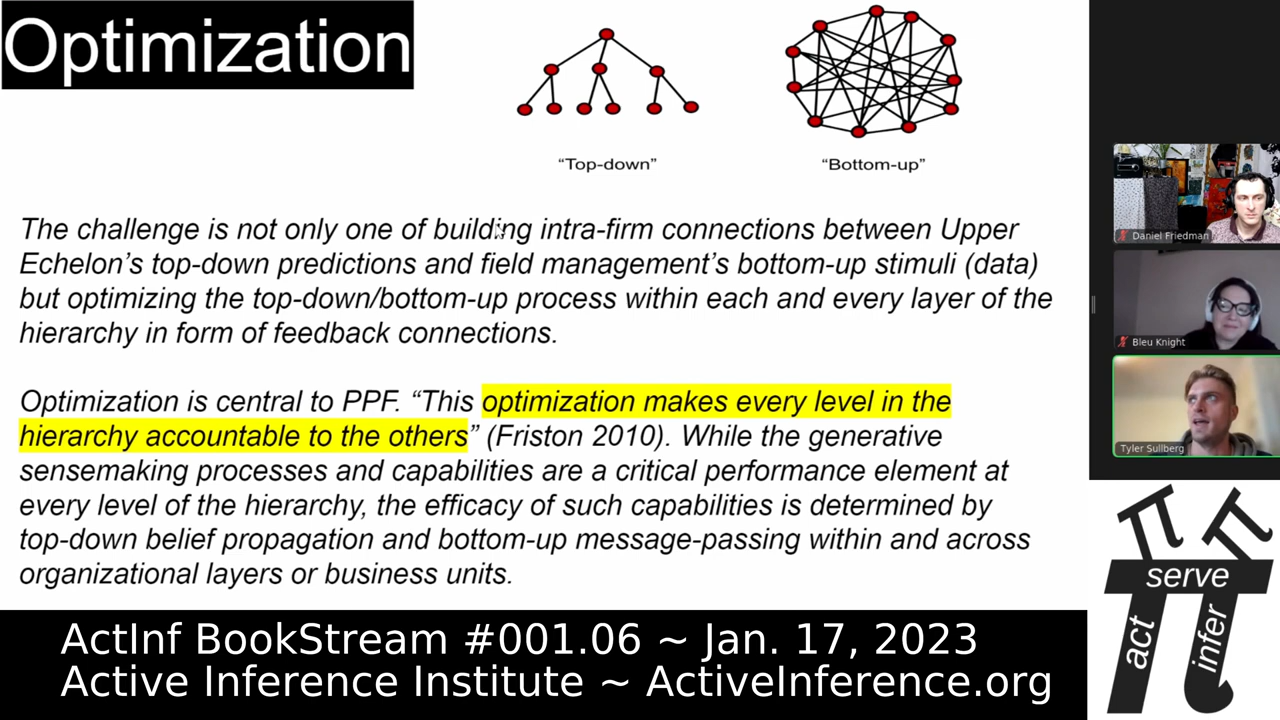 Optimization
“Top-down”
“Bottom-up”
The challenge is not only one of building intra-firm connections between Upper
Echelon’s top-down predictions and field management’s bottom-up stimuli (data)
but optimizing the top-down/bottom-up process within each and every layer of the
hierarchy in form of feedback connections.
Optimization is central to PPF. “This optimization makes every level in the
hierarchy accountable to the others” (Friston 2010). While the generative
sensemaking processes and capabilities are a critical performance element at
every level of the hierarchy, the efficacy of such capabilities is determined by
top-down belief propagation and bottom-up message-passing within and across
organizational layers or business units.
Daniel Friedman
Bleu Knight
Tyler Sullberg
serve
act
infer
ActInf BookStream #001.06 ~ Jan. 17, 2023
Active Inference Institute ~ ActiveInference.org